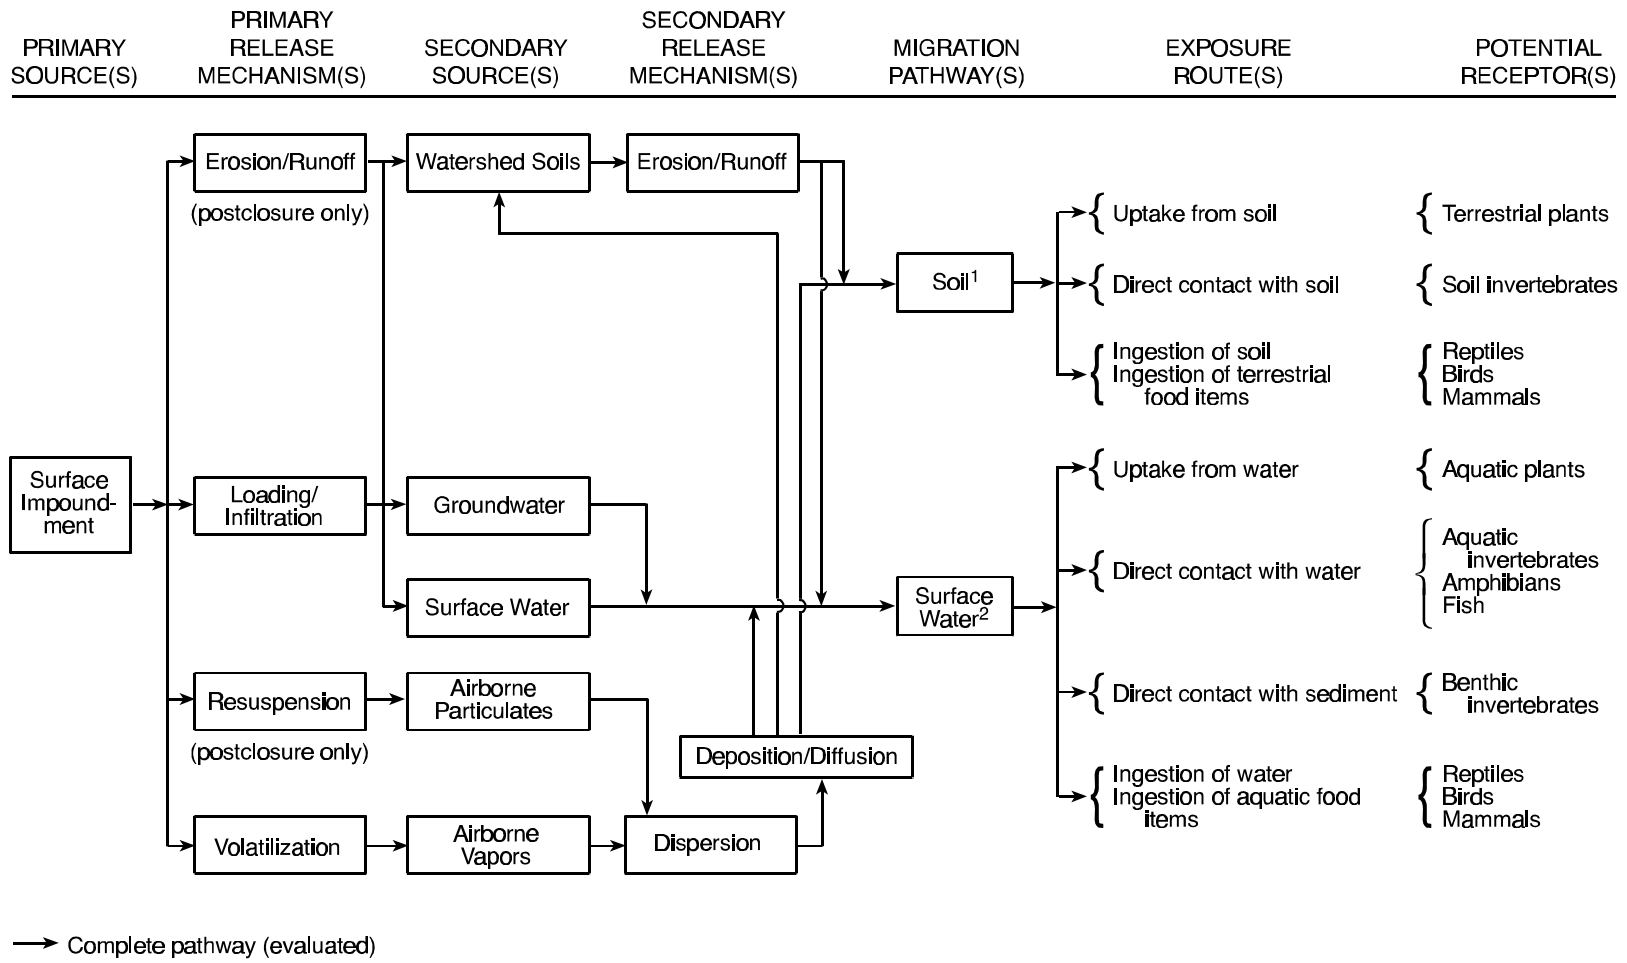 PRIMARY
SOURCE(S)
PRIMARY
RELEASE
MECHANISM(S)
SECONDARY
SOURCE(S)
SECONDARY
RELEASE
MECHANISM(S)
MIGRATION
PATHWAY(S)
EXPOSURE
ROUTE(S)
POTENTIAL
RECEPTOR(S)
Surface
Impound-
ment
Erosion/Runoff
(postclosure only)
Loading/
Infiltration
Resuspension
(postclosure only)
Volatilization
Watershed Soils
Groundwater
Surface Water
Airborne
Particulates
Airborne
Vapors
Erosion/Runoff
Deposition/Diffusion
Dispersion
Soil1
Surface
Water2
Uptake from soil
Terrestrial plants
Direct contact with soil
Soil invertebrates
Ingestion of soil
Ingestion of terrestrial
food items
Reptiles
Birds
Mammals
Uptake from water
Aquatic plants
Direct contact with water
Aquatic
invertebrates
Amphibians
Fish
Direct contact with sediment
Benthic
invertebrates
Ingestion of water
Ingestion of aquatic food
items
Reptiles
Birds
Mammals
Complete pathway (evaluated)